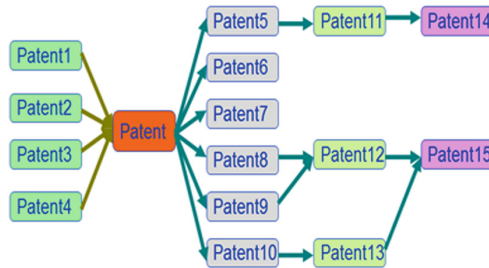 Patent1
Patent2
Patent3
Patent4
Patent
Patent5
Patent6
Patent7
Patent8
Patent9
Patent10
Patent11
Patent12
Patent13
Patent14
Patent15